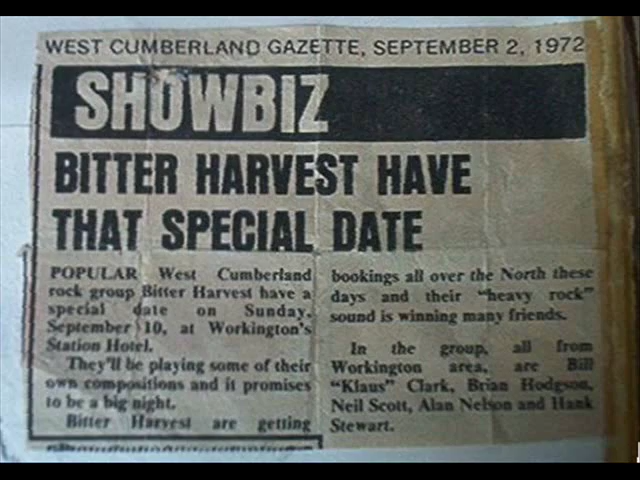 WEST CUMBERLAND GAZETTE, SEPTEMBER 2, 1972
SHOWBIZ
BITTER HARVEST HAVE
THAT SPECIAL DATE
POPULAR West Cumberland
rock group Bitter Harvest have a
special date on Sunday,
September 10, at Workington's
Station Hotel.
They'll be playing some of their
own compositions and it promises
to be a big night.
Bitter Harvest are getting
bookings all over the North these
days and their "heavy rock"
sound is winning many friends.
In the group, all from
Workington area, are Bill
"Klaus" Clark, Brian Hodgson,
Neil Scott, Alan Nelson and Hank
Stewart.